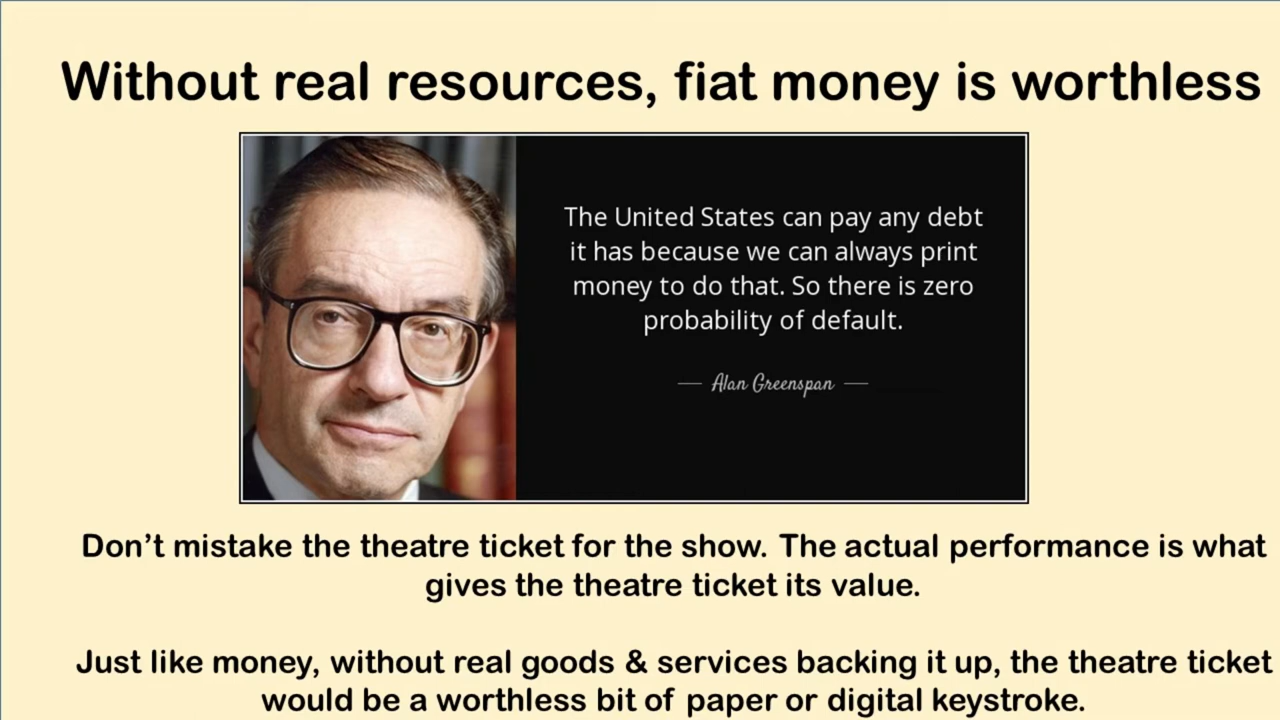 Without real resources, fiat money is worthless
The United States can pay any debt
it has because we can always print
money to do that. So there is zero
probability of default.
Alan Greenspan
Don’t mistake the theatre ticket for the show. The actual performance is what
gives the theatre ticket its value.
Just like money, without real goods & services backing it up, the theatre ticket
would be a worthless bit of paper or digital keystroke.